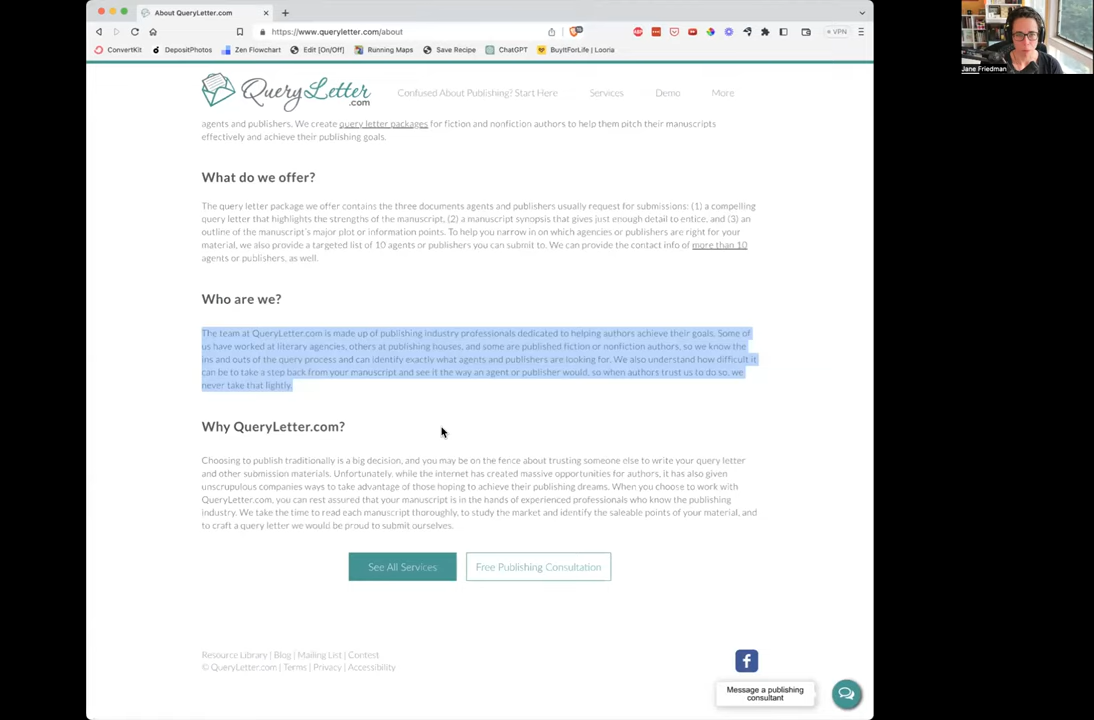 About QueryLetter.com
https://www.queryletter.com/about
VPN
ConvertKit
DepositPhotos
Zen Flowchart
Edit [On/Off]
Running Maps
Save Recipe
ChatGPT
BuyItForLife | Looria
Jane Friedman
QueryLetter
.com
Confused About Publishing? Start Here
Services
Demo
More
agents and publishers. We create query letter packages for fiction and nonfiction authors to help them pitch their manuscripts
effectively and achieve their publishing goals.
What do we offer?
The query letter package we offer contains the three documents agents and publishers usually request for submissions: (1) a compelling
query letter that highlights the strengths of the manuscript, (2) a manuscript synopsis that gives just enough detail to entice, and (3) an
outline of the manuscript's major plot or information points. To help you narrow in on which agencies or publishers are right for your
material, we also provide a targeted list of 10 agents or publishers you can submit to. We can provide the contact info of more than 10
agents or publishers, as well.
Who are we?
The team at QueryLetter.com is made up of publishing industry professionals dedicated to helping authors achieve their goals. Some of
us have worked at literary agencies, others at publishing houses, and some are published fiction or nonfiction authors, so we know the
ins and outs of the query process and can identify exactly what agents and publishers are looking for. We also understand how difficult it
can be to take a step back from your manuscript and see it the way an agent or publisher would, so when authors trust us to do so, we
never take that lightly.
Why QueryLetter.com?
Choosing to publish traditionally is a big decision, and you may be on the fence about trusting someone else to write your query letter
and other submission materials. Unfortunately, while the internet has created massive opportunities for authors, it has also given
unscrupulous companies ways to take advantage of those hoping to achieve their publishing dreams. When you choose to work with
QueryLetter.com, you can rest assured that your manuscript is in the hands of experienced professionals who know the publishing
industry. We take the time to read each manuscript thoroughly, to study the market and identify the saleable points of your material, and
to craft a query letter we would be proud to submit ourselves.
See All Services
Free Publishing Consultation
Resource Library | Blog | Mailing List | Contest
© QueryLetter.com | Terms | Privacy | Accessibility
Message a publishing
consultant